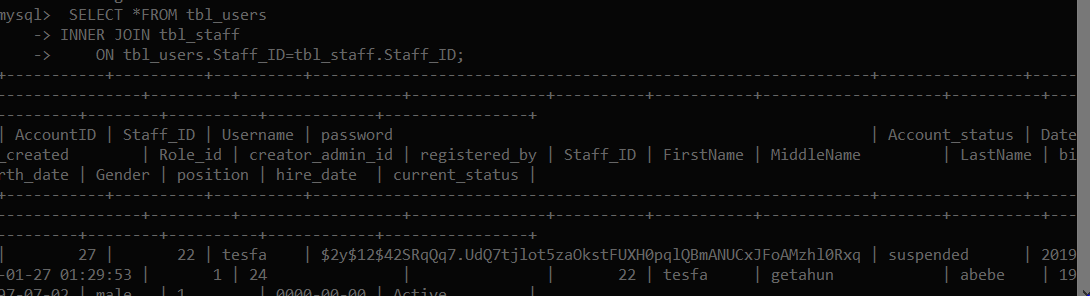 mysql>  SELECT *FROM tbl_users
    -> INNER JOIN tbl_staff
    ->     ON tbl_users.Staff_ID=tbl_staff.Staff_ID;
| AccountID | Staff_ID | Username | password | Account_status | Date
_created | Role_id | creator_admin_id | registered_by | Staff_ID | FirstName | MiddleName | LastName | bi
rth_date | Gender | position | hire_date | current_status |
| 27 | 22 | tesfa | $2y$12$42SRqQq7.UdQ7tjlot5zaOkstFUXH0pqlQBmANUCxJFoAMzhl0Rxq | suspended | 2019
-01-27 01:29:53 | 1 | 24 | | 22 | tesfa | getahun | abebe | 19
97-07-02 | male | 1 | 0000-00-00 | Active |